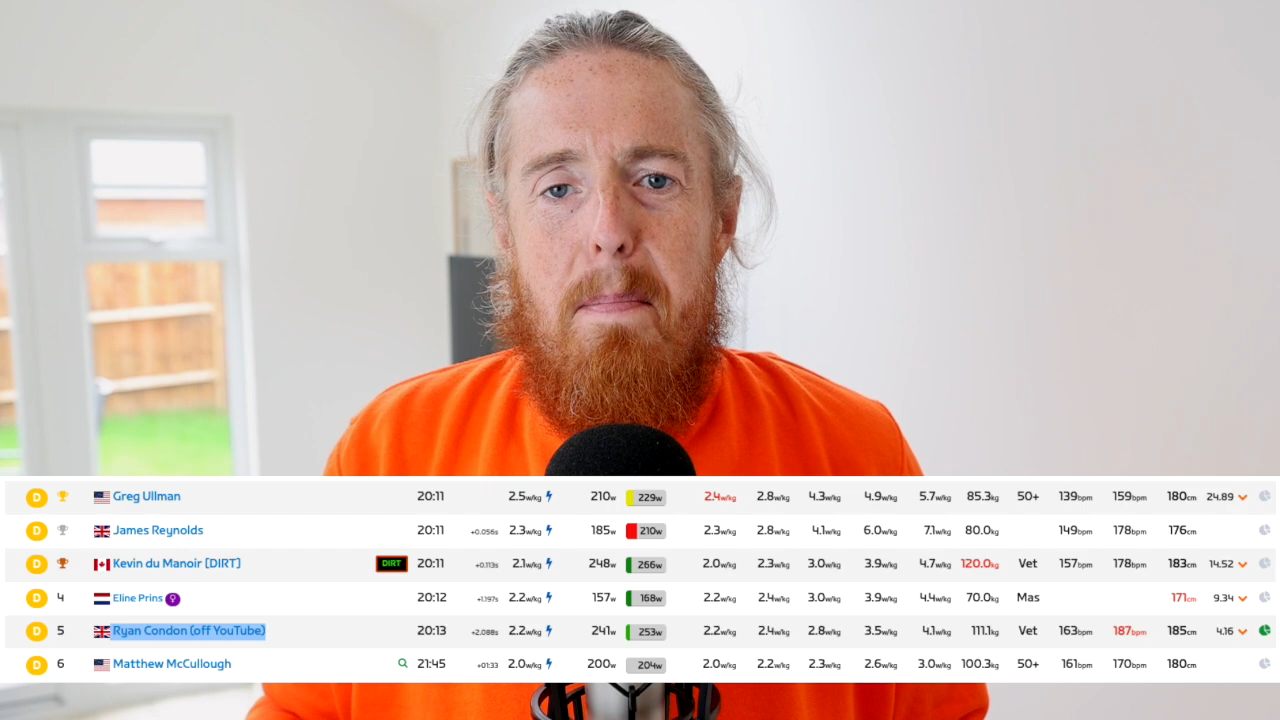 D Greg Ullman 20:11 2.5w/kg 210w 229w 2.4w/kg 2.8w/kg 4.3w/kg 4.9w/kg 5.7w/kg 85.3kg 50+ 139bpm 159bpm 180cm 24.89
D James Reynolds 20:11 +0.056s 2.3w/kg 185w 210w 2.3w/kg 2.8w/kg 4.1w/kg 6.0w/kg 7.1w/kg 80.0kg 149bpm 178bpm 176cm
D Kevin du Manoir [DIRT] DIRT 20:11 +0.113s 2.1w/kg 248w 266w 2.0w/kg 2.3w/kg 3.0w/kg 3.9w/kg 4.7w/kg 120.0kg Vet 157bpm 178bpm 183cm 14.52
D 4 Eline Prins 20:12 +1.197s 2.2w/kg 157w 168w 2.2w/kg 2.4w/kg 3.0w/kg 3.9w/kg 4.4w/kg 70.0kg Mas 171cm 9.34
D 5 Ryan Condon (off YouTube) 20:13 +2.088s 2.2w/kg 241w 253w 2.2w/kg 2.4w/kg 2.8w/kg 3.5w/kg 4.1w/kg 111.1kg Vet 163bpm 187bpm 185cm 4.16
D 6 Matthew McCullough 21:45 +01:33 2.0w/kg 200w 204w 2.0w/kg 2.2w/kg 2.3w/kg 2.6w/kg 3.0w/kg 100.3kg 50+ 161bpm 170bpm 180cm